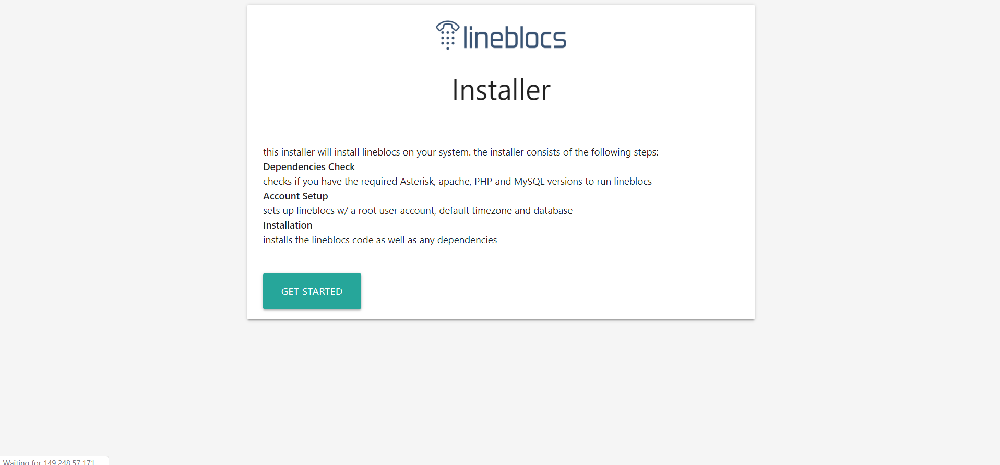 lineblocs
Installer
this installer will install lineblocs on your system. the installer consists of the following steps:
Dependencies Check
checks if you have the required Asterisk, apache, PHP and MySQL versions to run lineblocs
Account Setup
sets up lineblocs w/ a root user account, default timezone and database
Installation
installs the lineblocs code as well as any dependencies
GET STARTED
Waiting for 149.248.57.171